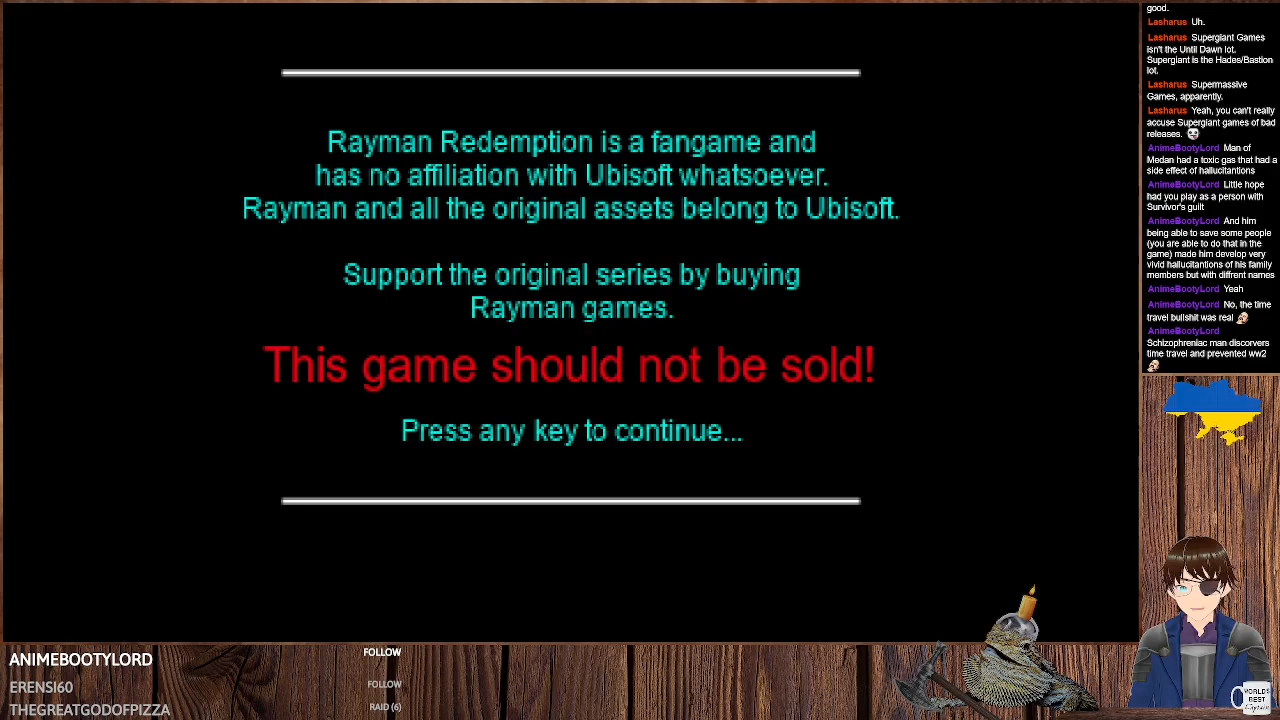 Rayman Redemption is a fangame and
has no affiliation with Ubisoft whatsoever.
Rayman and all the original assets belong to Ubisoft.
Support the original series by buying
Rayman games.
This game should not be sold!
Press any key to continue...
good.
Lasharus Uh.
Lasharus Supergiant Games
isn't the Until Dawn lot.
Supergiant is the Hades/Bastion
lot.
Lasharus Supermassive
Games, apparently.
Lasharus Yeah, you can't really
accuse Supergiant games of bad
releases.
AnimeBootyLord Man of
Medan had a toxic gas that had a
side effect of hallucitantions
AnimeBootyLord Little hope
had you play as a person with
Survivor's guilt
AnimeBootyLord And him
being able to save some people
(you are able to do that in the
game) made him develop very
vivid hallucitantions of his family
members but with diffrent names
AnimeBootyLord Yeah
AnimeBootyLord No, the time
travel bullshit was real
AnimeBootyLord
Schizophreniac man discorvers
time travel and prevented ww2
ANIMEBOOTYLORD FOLLOW
ERENSI60 FOLLOW
THEGREATGODOFPIZZA RAID (6)
WORLD'S
BEST
Captain